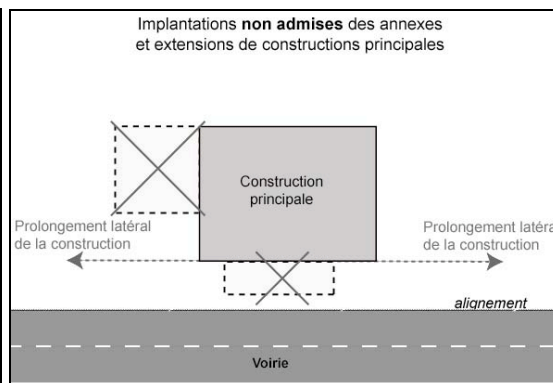 Implantations non admises des annexes
et extensions de constructions principales
Construction
principale
Prolongement latéral
de la construction
Prolongement latéral
de la construction
alignement
Voirie